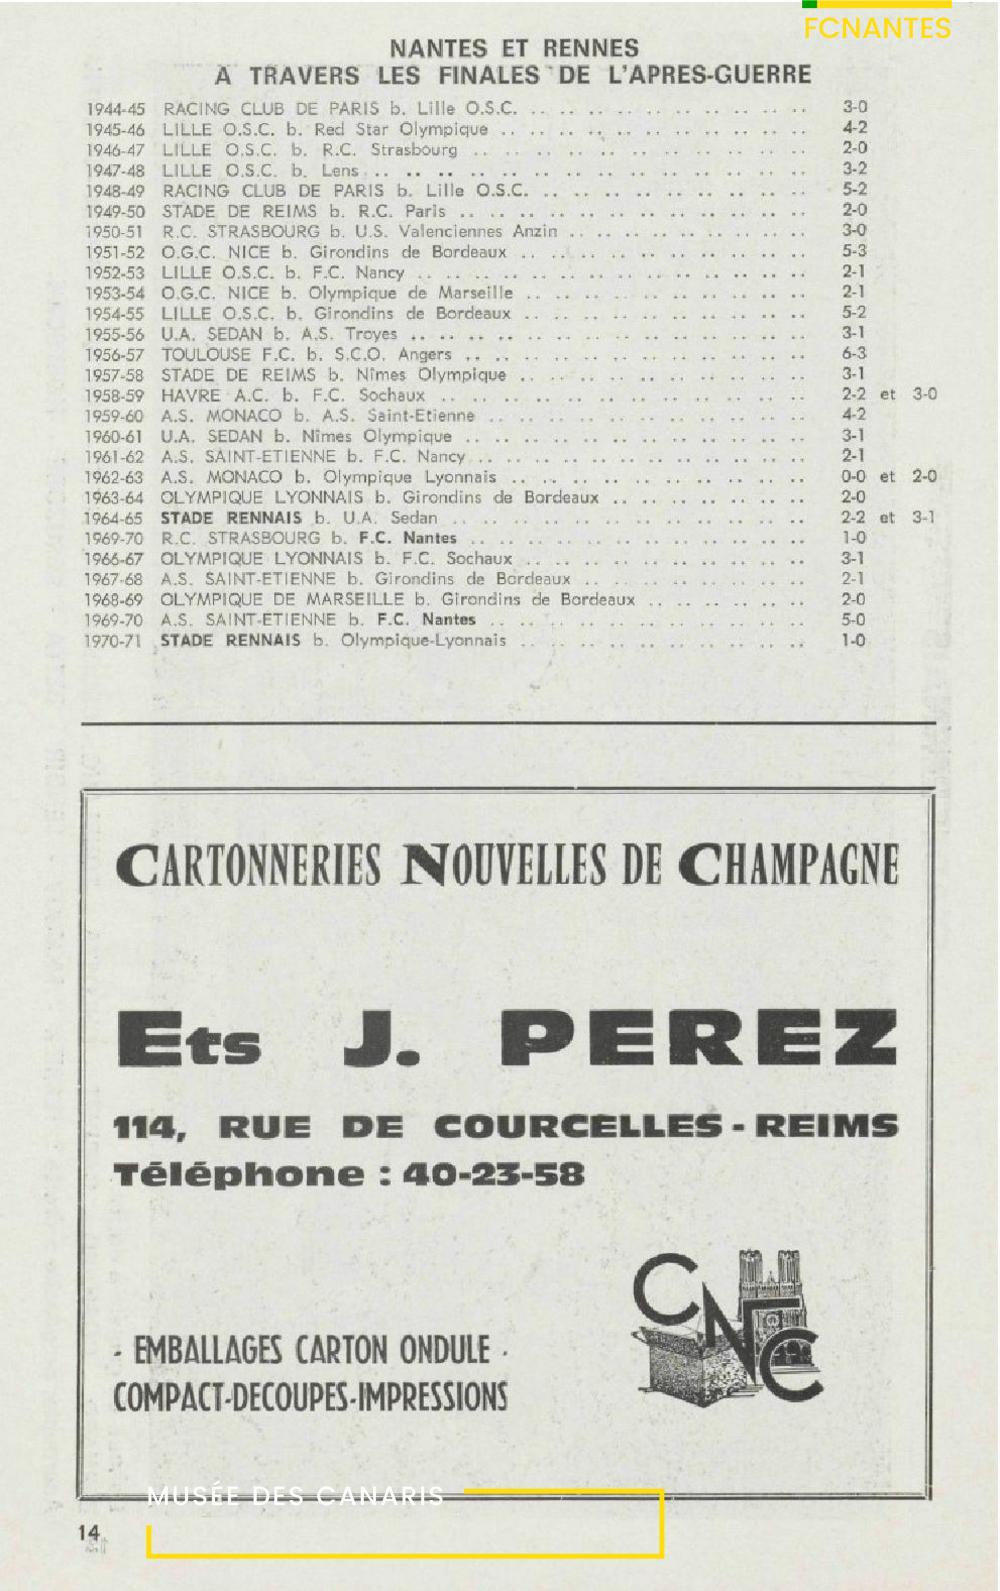 FCNANTES
NANTES ET RENNES
A TRAVERS LES FINALES DE L'APRES-GUERRE
1944-45 RACING CLUB DE PARIS b. Lille O.S.C. 3-0
1945-46 LILLE O.S.C. b. Red Star Olympique 4-2
1946-47 LILLE O.S.C. b. R.C. Strasbourg 2-0
1947-48 LILLE O.S.C. b. Lens 3-2
1948-49 RACING CLUB DE PARIS b. Lille O.S.C. 5-2
1949-50 STADE DE REIMS b. R.C. Paris 2-0
1950-51 R.C. STRASBOURG b. U.S. Valenciennes Anzin 3-0
1951-52 O.G.C. NICE b. Girondins de Bordeaux 5-3
1952-53 LILLE O.S.C. b. F.C. Nancy 2-1
1953-54 O.G.C. NICE b. Olympique de Marseille 2-1
1954-55 LILLE O.S.C. b. Girondins de Bordeaux 5-2
1955-56 U.A. SEDAN b. A.S. Troyes 3-1
1956-57 TOULOUSE F.C. b. S.C.O. Angers 6-3
1957-58 STADE DE REIMS b. Nîmes Olympique 3-1
1958-59 HAVRE A.C. b. F.C. Sochaux 2-2 et 3-0
1959-60 A.S. MONACO b. A.S. Saint-Etienne 4-2
1960-61 U.A. SEDAN b. Nîmes Olympique 3-1
1961-62 A.S. SAINT-ETIENNE b. F.C. Nancy 2-1
1962-63 A.S. MONACO b. Olympique Lyonnais 0-0 et 2-0
1963-64 OLYMPIQUE LYONNAIS b. Girondins de Bordeaux 2-0
1964-65 STADE RENNAIS b. U.A. Sedan 2-2 et 3-1
1969-70 R.C. STRASBOURG b. F.C. Nantes 1-0
1966-67 OLYMPIQUE LYONNAIS b. F.C. Sochaux 3-1
1967-68 A.S. SAINT-ETIENNE b. Girondins de Bordeaux 2-1
1968-69 OLYMPIQUE DE MARSEILLE b. Girondins de Bordeaux 2-0
1969-70 A.S. SAINT-ETIENNE b. F.C. Nantes 5-0
1970-71 STADE RENNAIS b. Olympique-Lyonnais 1-0
CARTONNERIES NOUVELLES DE CHAMPAGNE
Ets J. PEREZ
114, RUE DE COURCELLES - REIMS
Téléphone : 40-23-58
CNC
- EMBALLAGES CARTON ONDULE -
COMPACT-DECOUPES-IMPRESSIONS
MUSÉE DES CANARIS
14